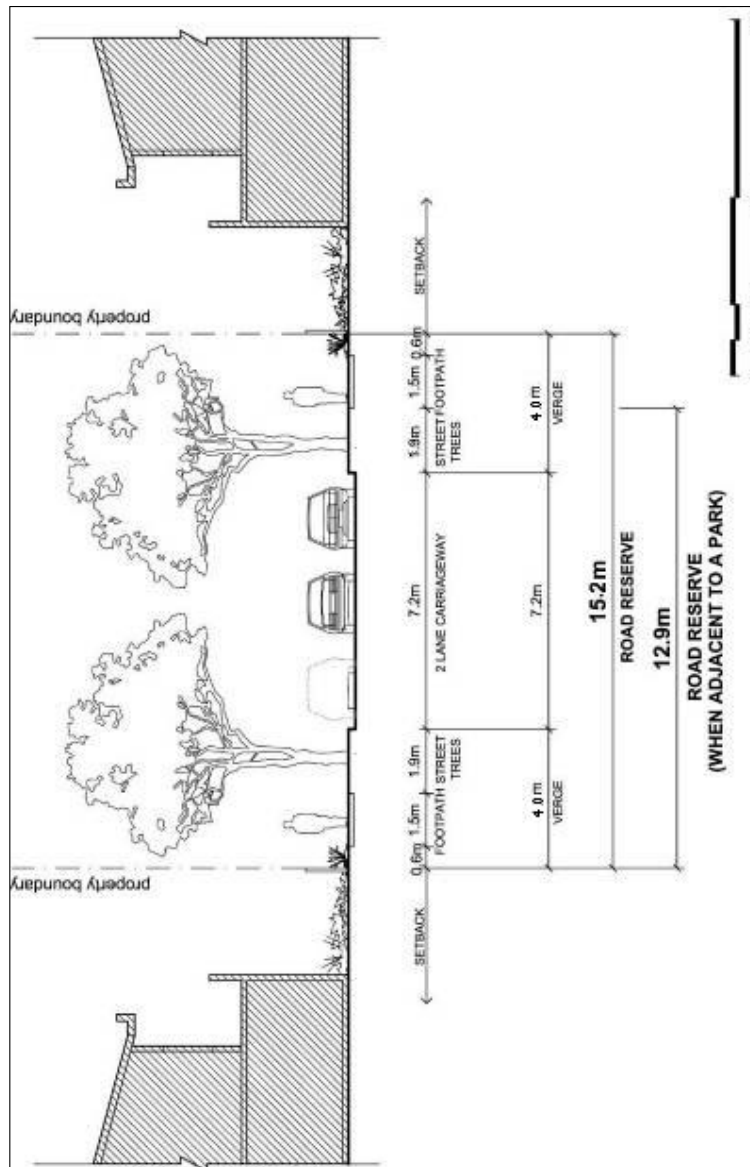 property boundary
property boundary
SETBACK
0.6m
1.5m
FOOTPATH
1.9m
STREET
TREES
7.2m
2 LANE CARRIAGEWAY
1.9m
STREET
TREES
1.5m
FOOTPATH
0.6m
SETBACK
4.0m
VERGE
7.2m
4.0m
VERGE
15.2m
ROAD RESERVE
12.9m
ROAD RESERVE
(WHEN ADJACENT TO A PARK)